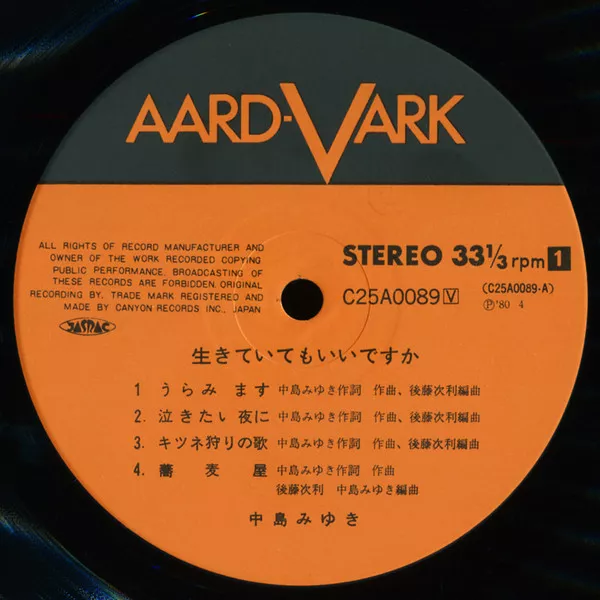 AARD-VARK
ALL RIGHTS OF RECORD MANUFACTURER AND
OWNER OF THE WORK RECORDED COPYING
PUBLIC PERFORMANCE, BROADCASTING OF
THESE RECORDS ARE FORBIDDEN. ORIGINAL
RECORDING BY. TRADE MARK REGISTERED AND
MADE BY CANYON RECORDS INC., JAPAN
JASRAC
STEREO 33 1/3 rpm 1
C25A0089 V
(C25A0089-A)
Ⓟ'80 4
生きていてもいいですか
1 うらみ ます 中島みゆき作詞 作曲、後藤次利編曲
2. 泣きたい夜に 中島みゆき作詞 作曲、後藤次利編曲
3. キツネ狩りの歌 中島みゆき作詞 作曲、後藤次利編曲
4. 蕎麦屋 中島みゆき作詞 作曲
後藤次利 中島みゆき編曲
中島みゆき